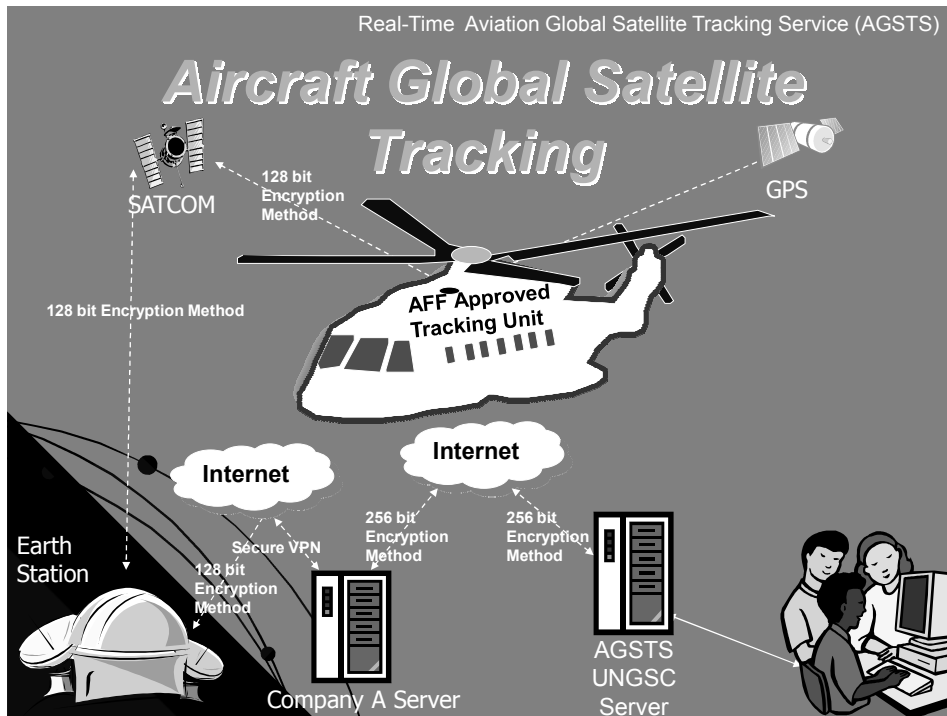 Real-Time Aviation Global Satellite Tracking Service (AGSTS)
Aircraft Global Satellite
Tracking
128 bit
Encryption
Method
SATCOM
GPS
128 bit Encryption Method
AFF Approved
Tracking Unit
Internet
Internet
256 bit
Encryption
Method
256 bit
Encryption
Method
Secure VPN
Earth
Station
128 bit
Encryption
Method
Company A Server
AGSTS
UNGSC
Server